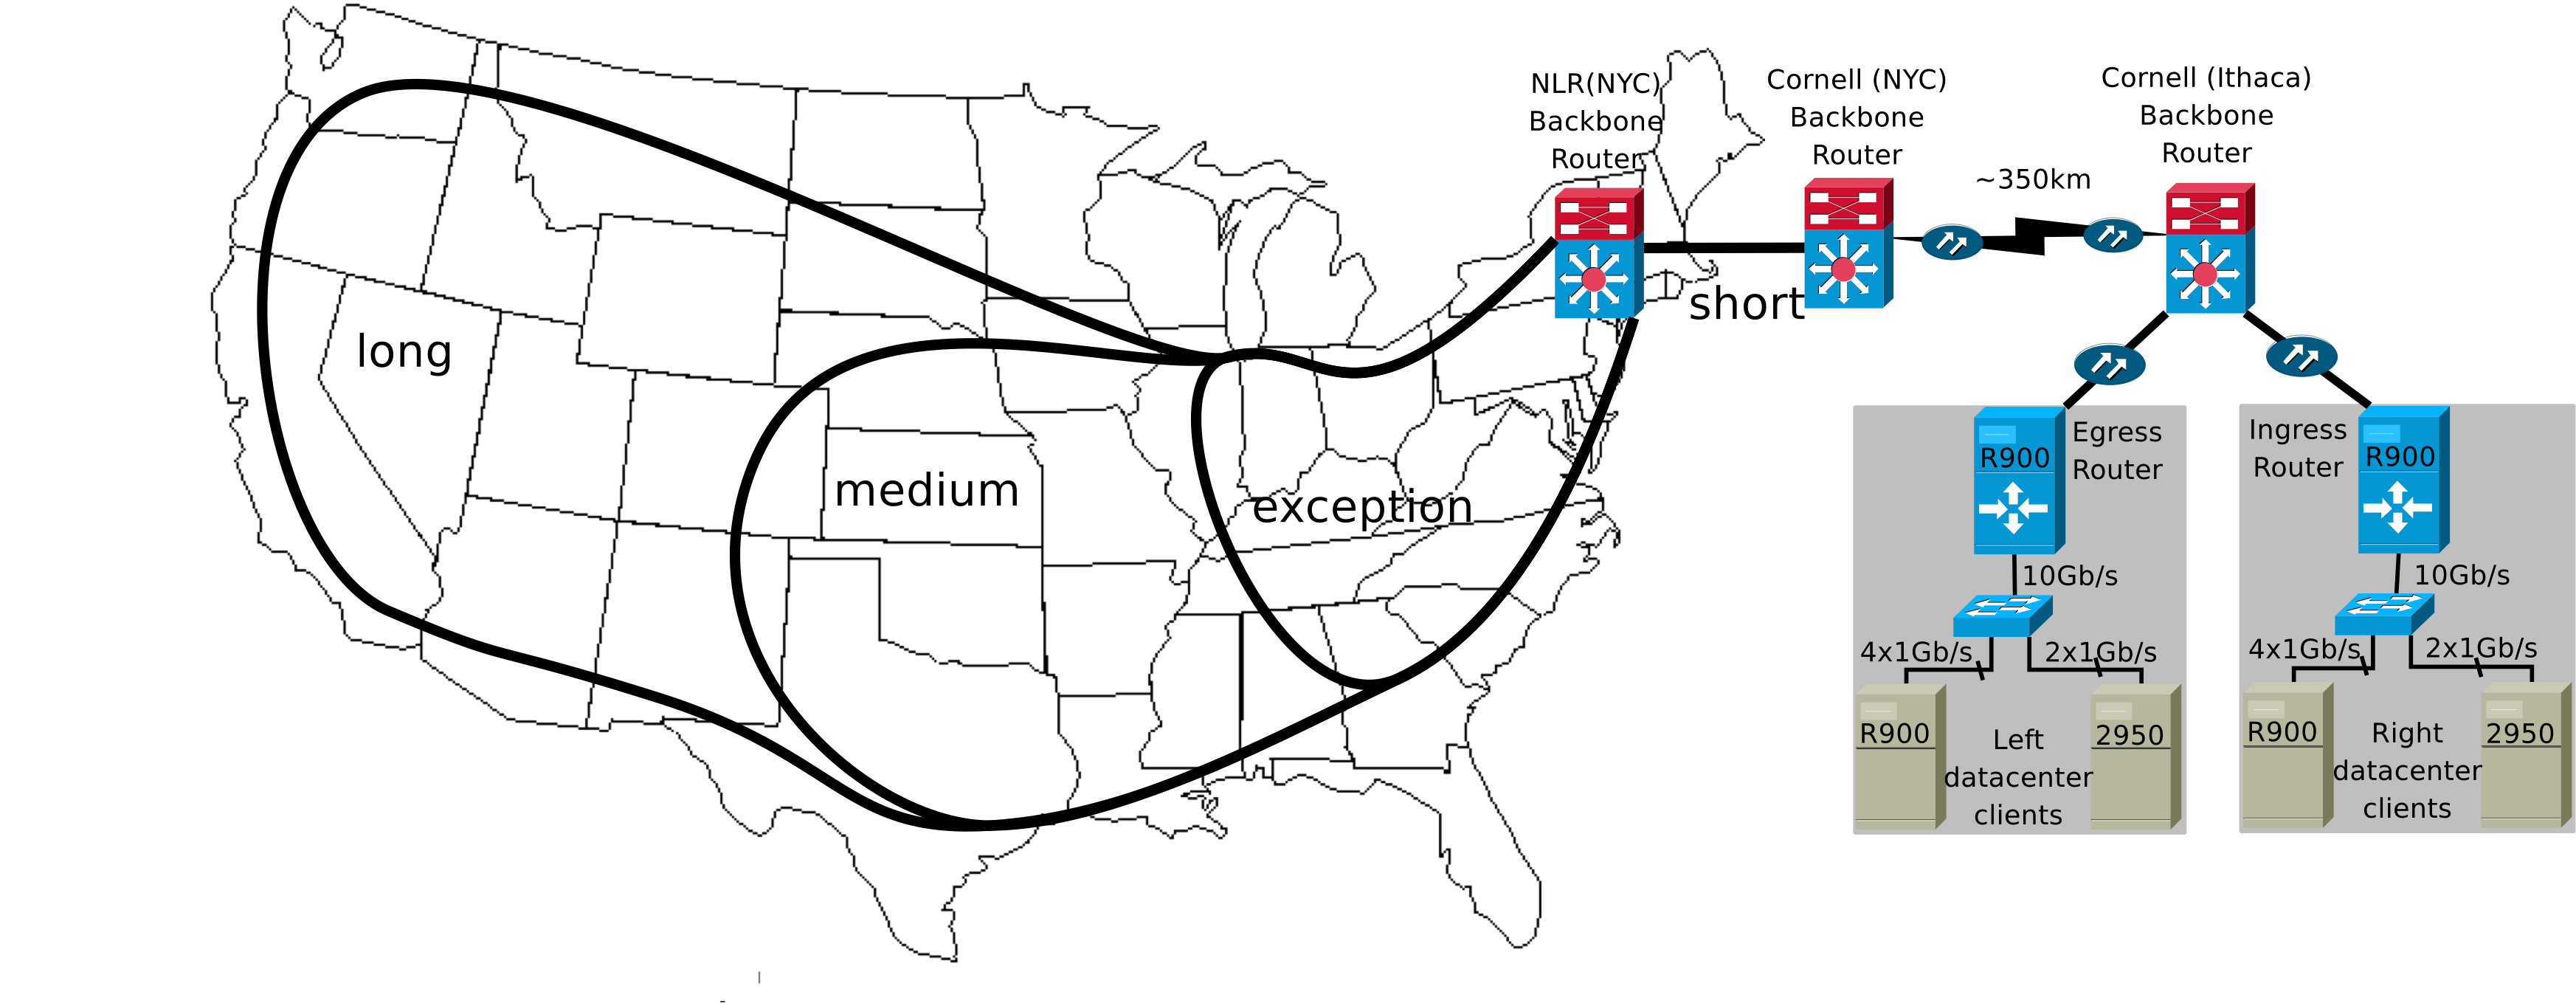 NLR(NYC)
Backbone
Router
Cornell (NYC)
Backbone
Router
Cornell (Ithaca)
Backbone
Router
~350km
short
long
medium
exception
R900
Egress
Router
10Gb/s
4x1Gb/s
2x1Gb/s
R900
Left
datacenter
clients
2950
Ingress
Router
R900
10Gb/s
4x1Gb/s
2x1Gb/s
R900
Right
datacenter
clients
2950